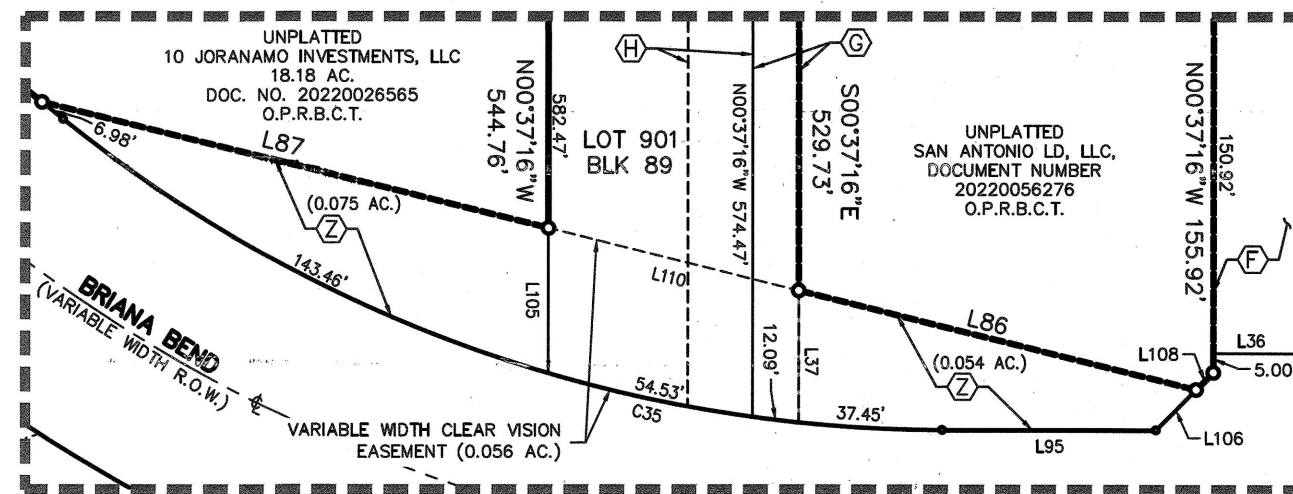 UNPLATTED
10 JORANAMO INVESTMENTS, LLC
18.18 AC.
DOC. NO. 20220026565
O.P.R.B.C.T.
6.98'
L87
(0.075 AC.)
Z
143.46'
BRIANA BEND
(VARIABLE WIDTH R.O.W.)
℄
N00°37'16"W
544.76'
582.47'
L105
LOT 901
BLK 89
H
G
N00°37'16"W 574.47'
S00°37'16"E
529.73'
L110
12.09'
L37
54.53'
C35
VARIABLE WIDTH CLEAR VISION
EASEMENT (0.056 AC.)
UNPLATTED
SAN ANTONIO LD, LLC,
DOCUMENT NUMBER
20220056276
O.P.R.B.C.T.
L86
(0.054 AC.)
Z
37.45'
L95
N00°37'16"W 155.92'
150.92'
F
L36
L108
5.00
L106